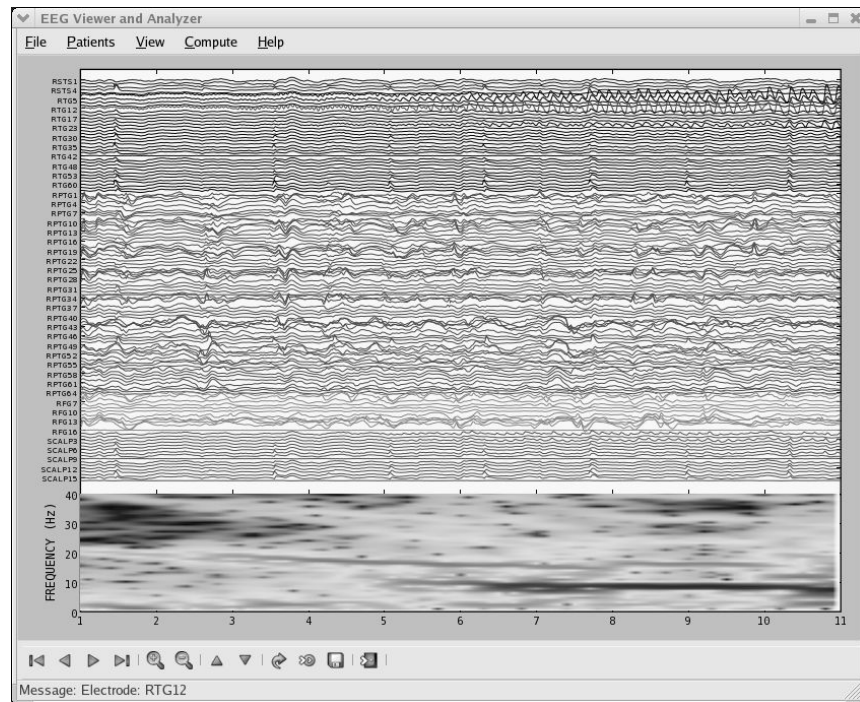 EEG Viewer and Analyzer
File Patients View Compute Help
RSTS1
RSTS4
RTG5
RTG12
RTG17
RTG23
RTG30
RTG35
RTG42
RTG48
RTG53
RTG60
RPTG1
RPTG4
RPTG7
RPTG10
RPTG13
RPTG16
RPTG19
RPTG22
RPTG25
RPTG28
RPTG31
RPTG34
RPTG37
RPTG40
RPTG43
RPTG46
RPTG49
RPTG52
RPTG55
RPTG58
RPTG61
RPTG64
RFG7
RFG10
RFG13
RFG16
SCALP3
SCALP6
SCALP9
SCALP12
SCALP15
40
30
20
10
0
FREQUENCY (Hz)
1 2 3 4 5 6 7 8 9 10 11
Message: Electrode: RTG12